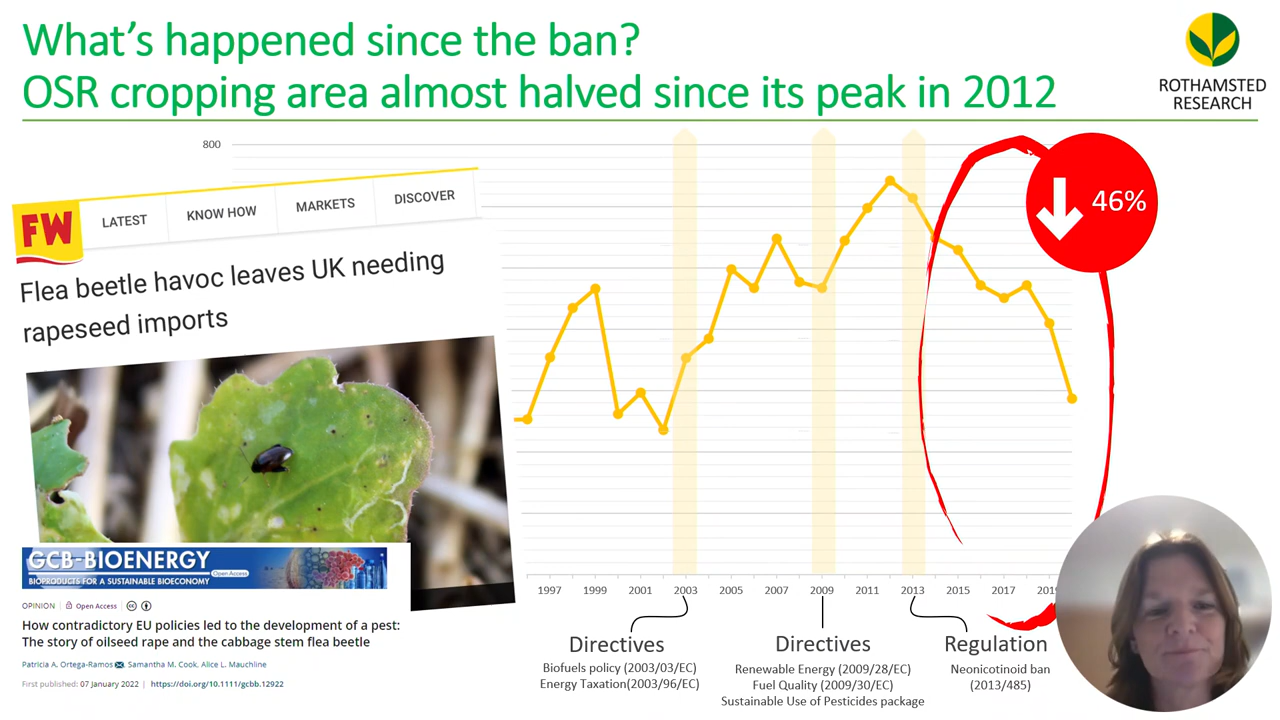 What's happened since the ban?
OSR cropping area almost halved since its peak in 2012
ROTHAMSTED
RESEARCH
800
46%
FW
LATEST
KNOW HOW
MARKETS
DISCOVER
Flea beetle havoc leaves UK needing
rapeseed imports
GCB-BIOENERGY
BIOPRODUCTS FOR A SUSTAINABLE BIOECONOMY
Open Access
OPINION Open Access
How contradictory EU policies led to the development of a pest:
The story of oilseed rape and the cabbage stem flea beetle
Patricia A. Ortega-Ramos, Samantha M. Cook, Alice L. Mauchline
First published: 07 January 2022 | https://doi.org/10.1111/gcbb.12922
1997 1999 2001 2003 2005 2007 2009 2011 2013 2015 2017
Directives
Biofuels policy (2003/03/EC)
Energy Taxation(2003/96/EC)
Directives
Renewable Energy (2009/28/EC)
Fuel Quality (2009/30/EC)
Sustainable Use of Pesticides package
Regulation
Neonicotinoid ban
(2013/485)